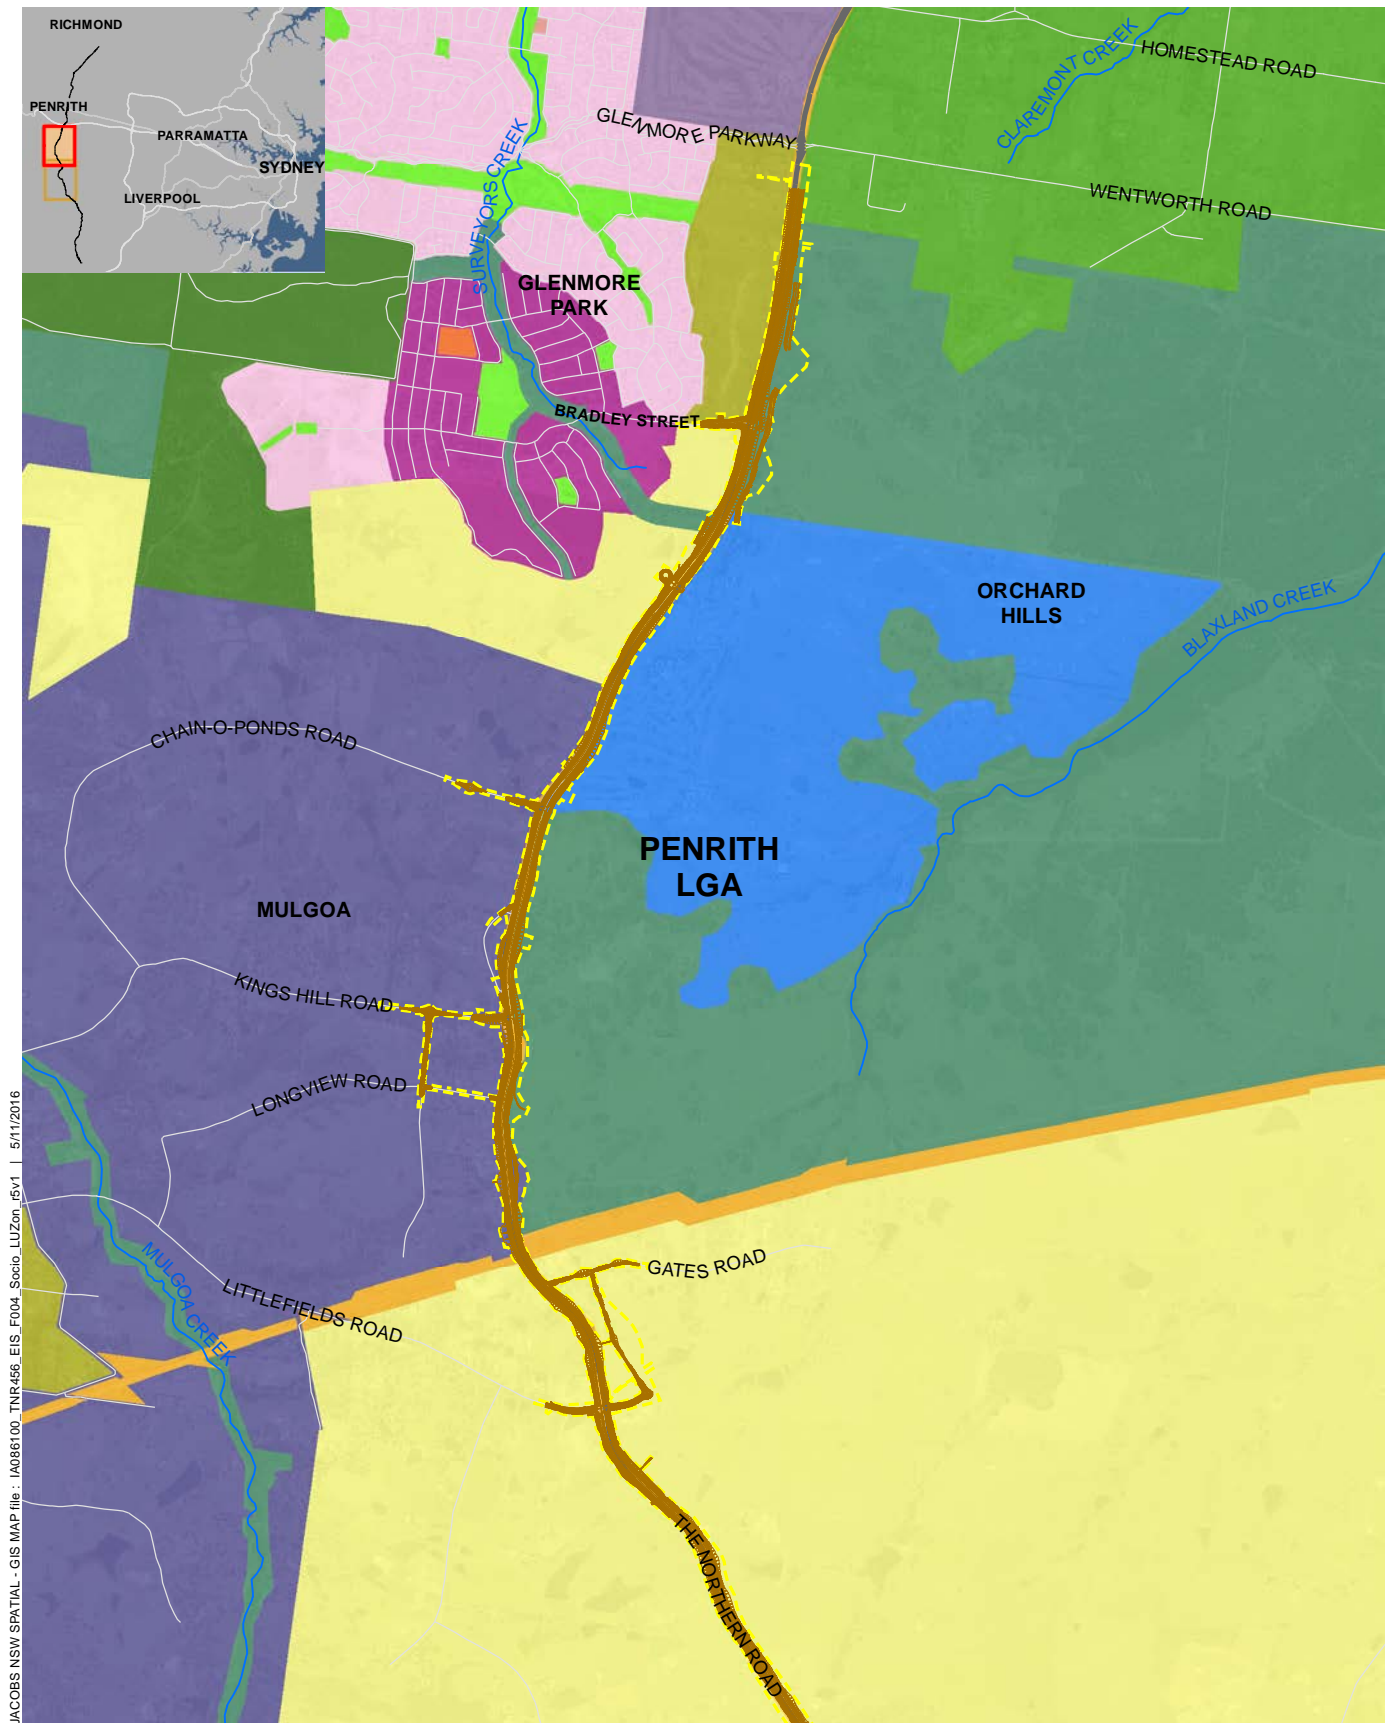 RICHMOND
PENRITH
PARRAMATTA
SYDNEY
LIVERPOOL
HOMESTEAD ROAD
CLAREMONT CREEK
GLENMORE PARKWAY
WENTWORTH ROAD
SURVEYORS CREEK
GLENMORE
PARK
BRADLEY STREET
ORCHARD
HILLS
BLAXLAND CREEK
CHAIN-O-PONDS ROAD
PENRITH
LGA
MULGOA
KINGS HILL ROAD
LONGVIEW ROAD
GATES ROAD
MULGOA CREEK
LITTLEFIELDS ROAD
THE NORTHERN ROAD
JACOBS NSW SPATIAL - GIS MAP file : IA086100_TNR456_EIS_F004_Socio_LUZon_r5v1 | 5/11/2016